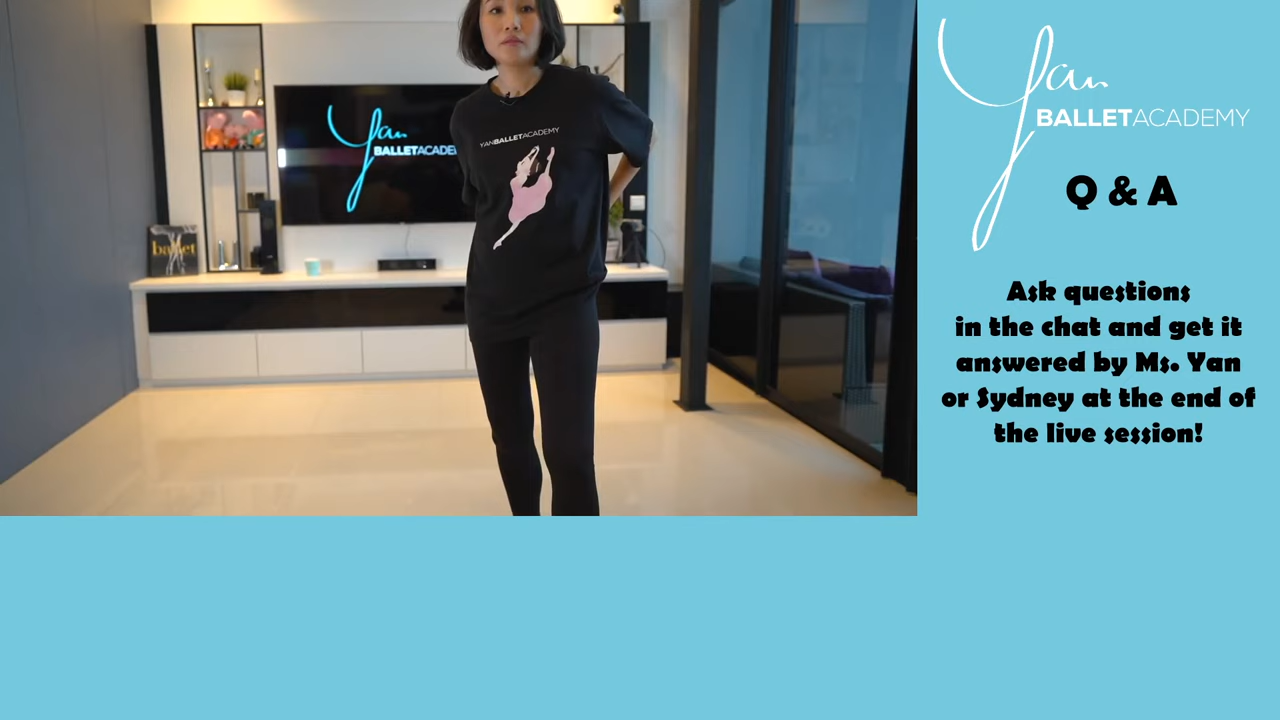 Yan
BALLETACADEMY
YANBALLETACADEMY
ballet
Yan
BALLETACADEMY
Q & A
Ask questions
in the chat and get it
answered by Ms. Yan
or Sydney at the end of
the live session!